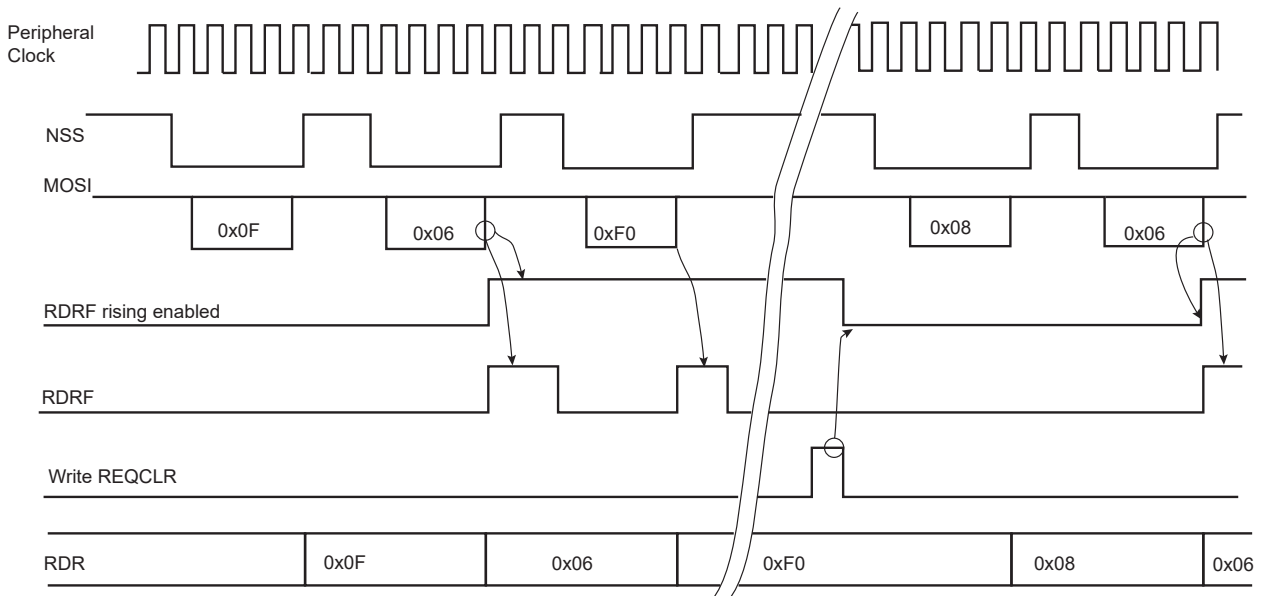 Peripheral
Clock
NSS
MOSI
0x0F 0x06 0xF0 0x08 0x06
RDRF rising enabled
RDRF
Write REQCLR
RDR 0x0F 0x06 0xF0 0x08 0x06